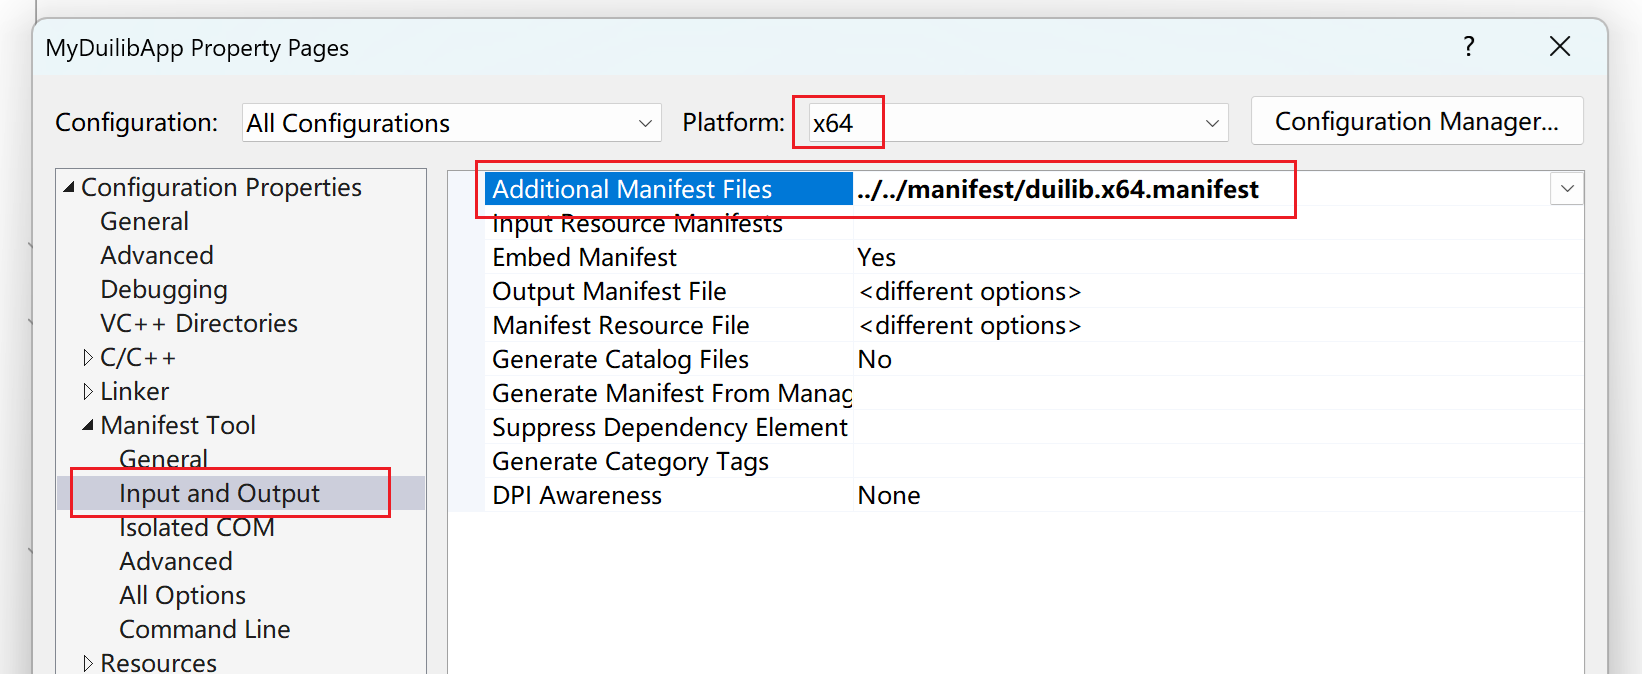 MyDuilibApp Property Pages
Configuration: All Configurations Platform: x64 Configuration Manager...
Configuration Properties
General
Advanced
Debugging
VC++ Directories
C/C++
Linker
Manifest Tool
General
Input and Output
Isolated COM
Advanced
All Options
Command Line
Resources
Additional Manifest Files ../../manifest/duilib.x64.manifest
Input Resource Manifests
Embed Manifest Yes
Output Manifest File <different options>
Manifest Resource File <different options>
Generate Catalog Files No
Generate Manifest From Manag
Suppress Dependency Element
Generate Category Tags
DPI Awareness None